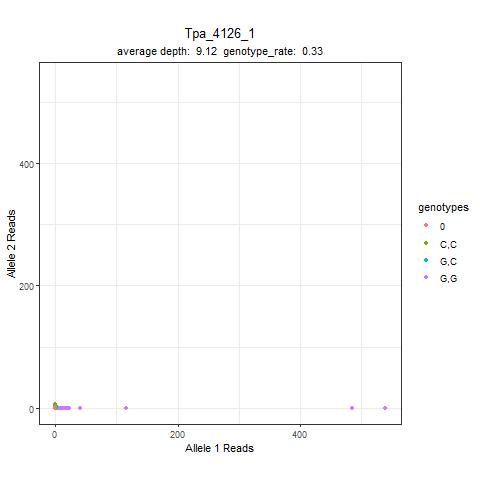 Tpa_4126_1
average depth:  9.12  genotype_rate:  0.33
Allele 2 Reads
400
200
0
0
200
400
Allele 1 Reads
genotypes
0
C,C
G,C
G,G